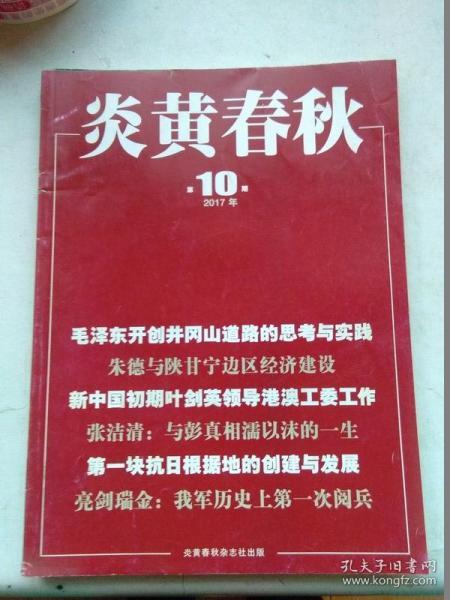 炎黄春秋
第10期
2017年
毛泽东开创井冈山道路的思考与实践
朱德与陕甘宁边区经济建设
新中国初期叶剑英领导港澳工委工作
张洁清：与彭真相濡以沫的一生
第一块抗日根据地的创建与发展
亮剑瑞金：我军历史上第一次阅兵
炎黄春秋杂志社出版
孔夫子旧书网
www.kongfz.com